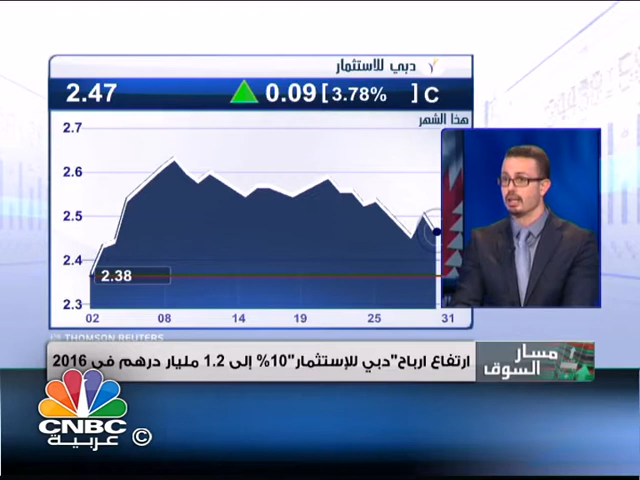 دبي للاستثمار
2.47 0.09 [ 3.78% ] C
هذا الشهر
2.7
2.6
2.5
2.4
2.38
2.3
02 08 14 19 25 31
THOMSON REUTERS
مسار السوق
ارتفاع ارباح"دبي للإستثمار"10% إلى 1.2 مليار درهم في 2016
CNBC
عربية ©